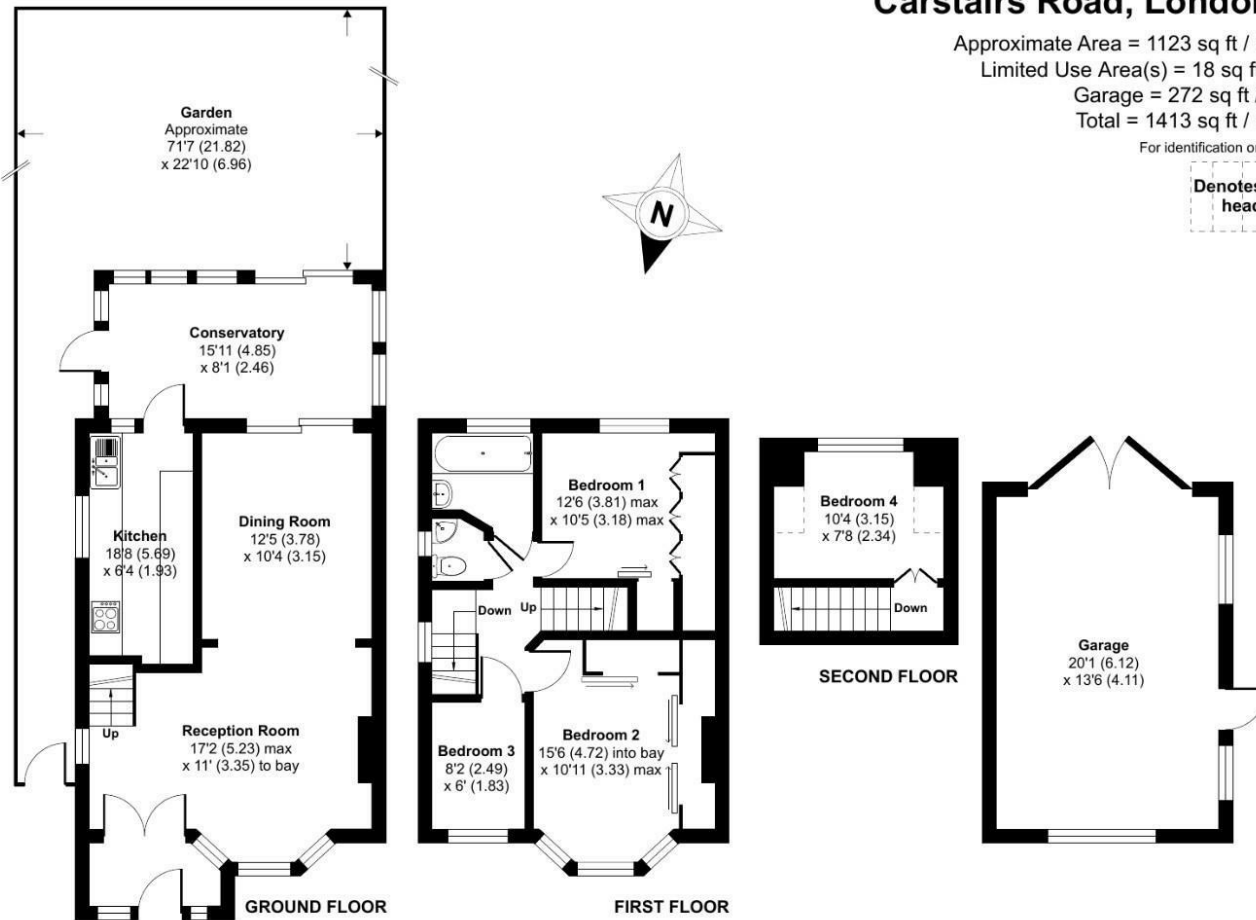 Carstairs Road, London
Approximate Area = 1123 sq ft /
Limited Use Area(s) = 18 sq ft
Garage = 272 sq ft /
Total = 1413 sq ft /
For identification
Denotes
Garden
Approximate
71'7 (21.82)
x 22'10 (6.96)
N
Conservatory
15'11 (4.85)
x 8'1 (2.46)
Kitchen
18'8 (5.69)
x 6'4 (1.93)
Dining Room
12'5 (3.78)
x 10'4 (3.15)
Up
Reception Room
17'2 (5.23) max
x 11' (3.35) to bay
GROUND FLOOR
Bedroom 1
12'6 (3.81) max
x 10'5 (3.18) max
Down
Up
Bedroom 3
8'2 (2.49)
x 6' (1.83)
Bedroom 2
15'6 (4.72) into bay
x 10'11 (3.33) max
FIRST FLOOR
Bedroom 4
10'4 (3.15)
x 7'8 (2.34)
Down
SECOND FLOOR
Garage
20'1 (6.12)
x 13'6 (4.11)